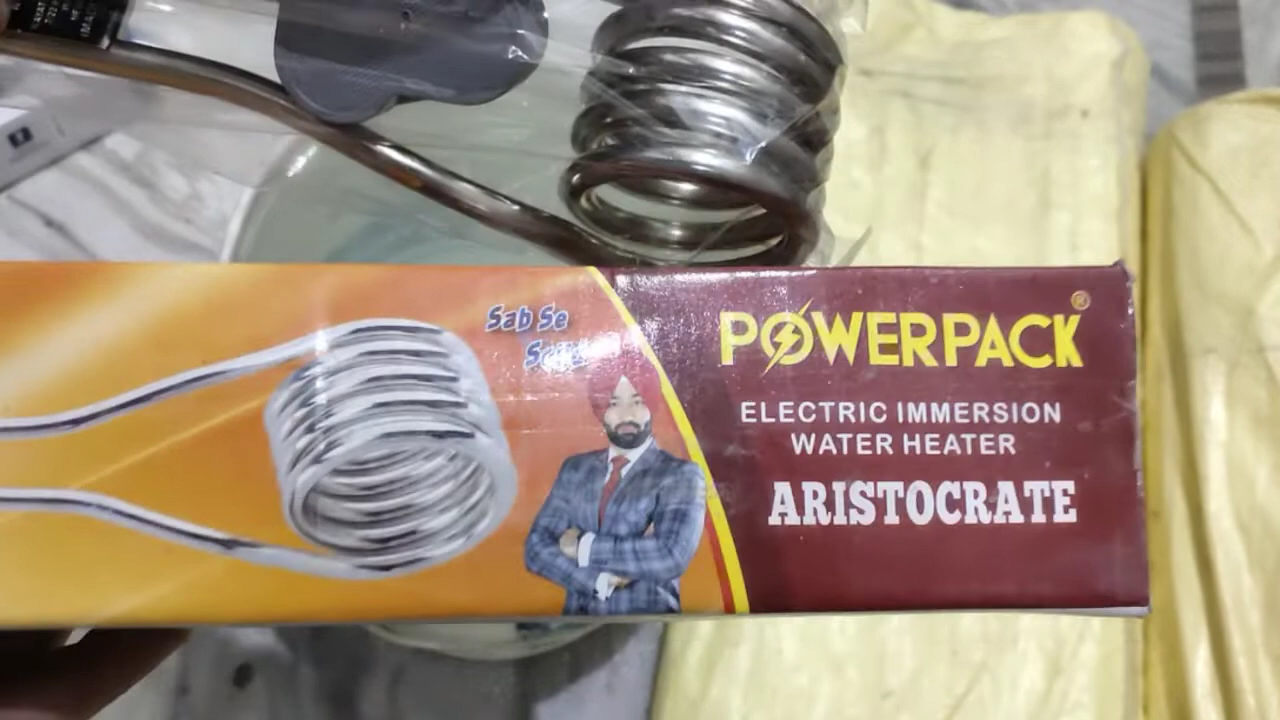 Sab Se
POWERPACK®
ELECTRIC IMMERSION
WATER HEATER
ARISTOCRATE